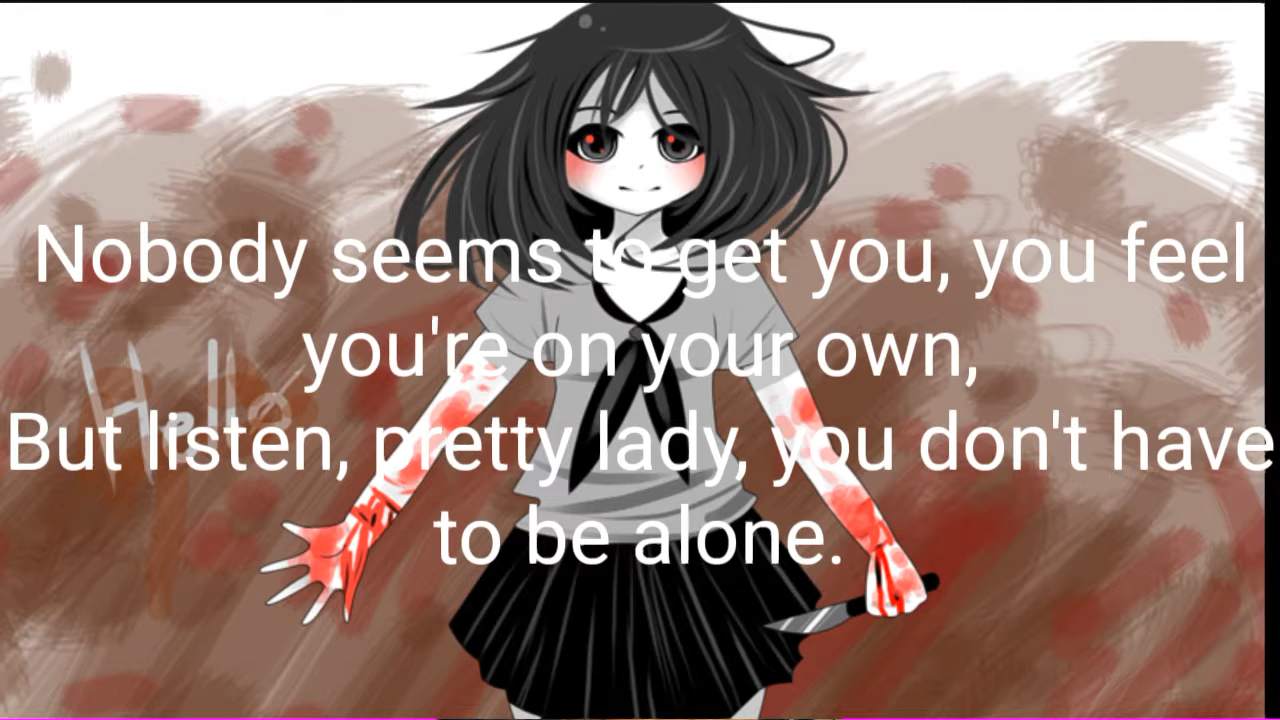 Nobody seems to get you, you feel
you're on your own,
Hello
But listen, pretty lady, you don't have
to be alone.